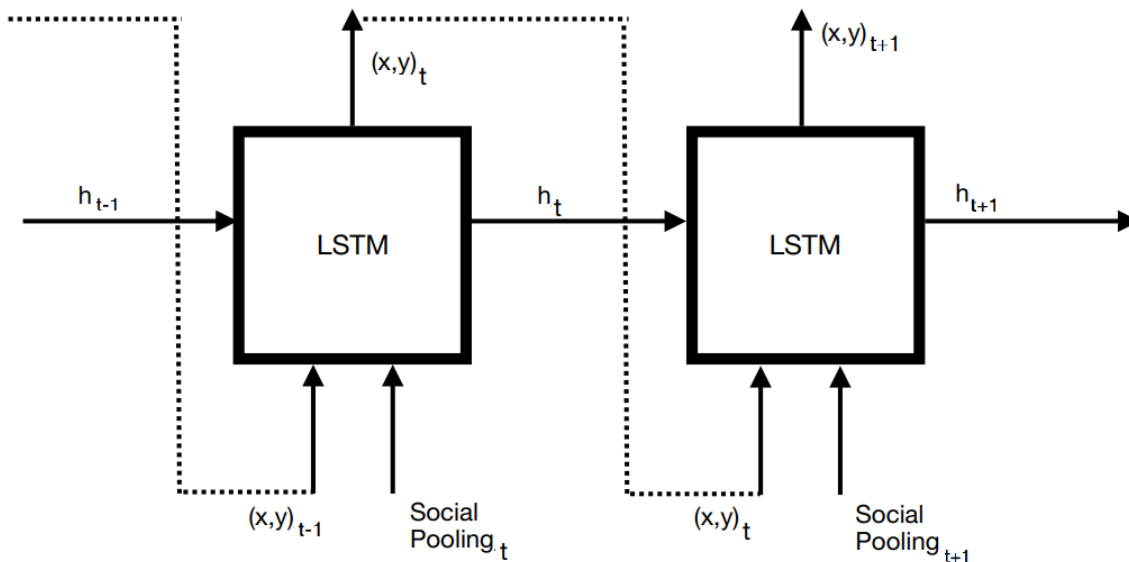 (x,y)t
(x,y)t+1
ht-1
ht
ht+1
LSTM
LSTM
(x,y)t-1
Social
Pooling t
(x,y)t
Social
Pooling t+1